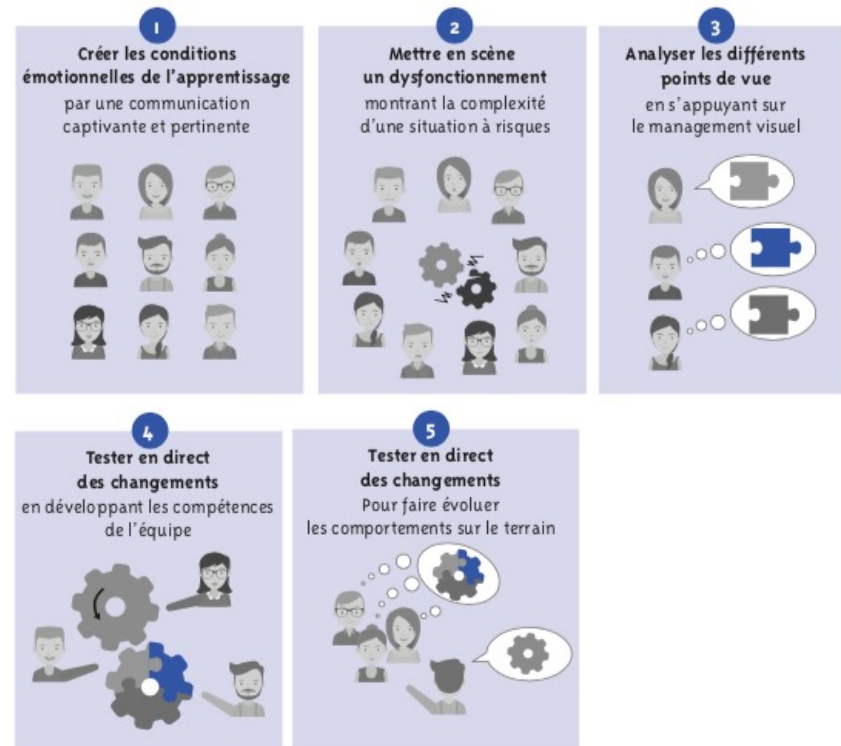 1
Créer les conditions
émotionnelles de l'apprentissage
par une communication
captivante et pertinente
2
Mettre en scène
un dysfonctionnement
montrant la complexité
d'une situation à risques
3
Analyser les différents
points de vue
en s'appuyant sur
le management visuel
4
Tester en direct
des changements
en développant les compétences
de l'équipe
5
Tester en direct
des changements
Pour faire évoluer
les comportements sur le terrain